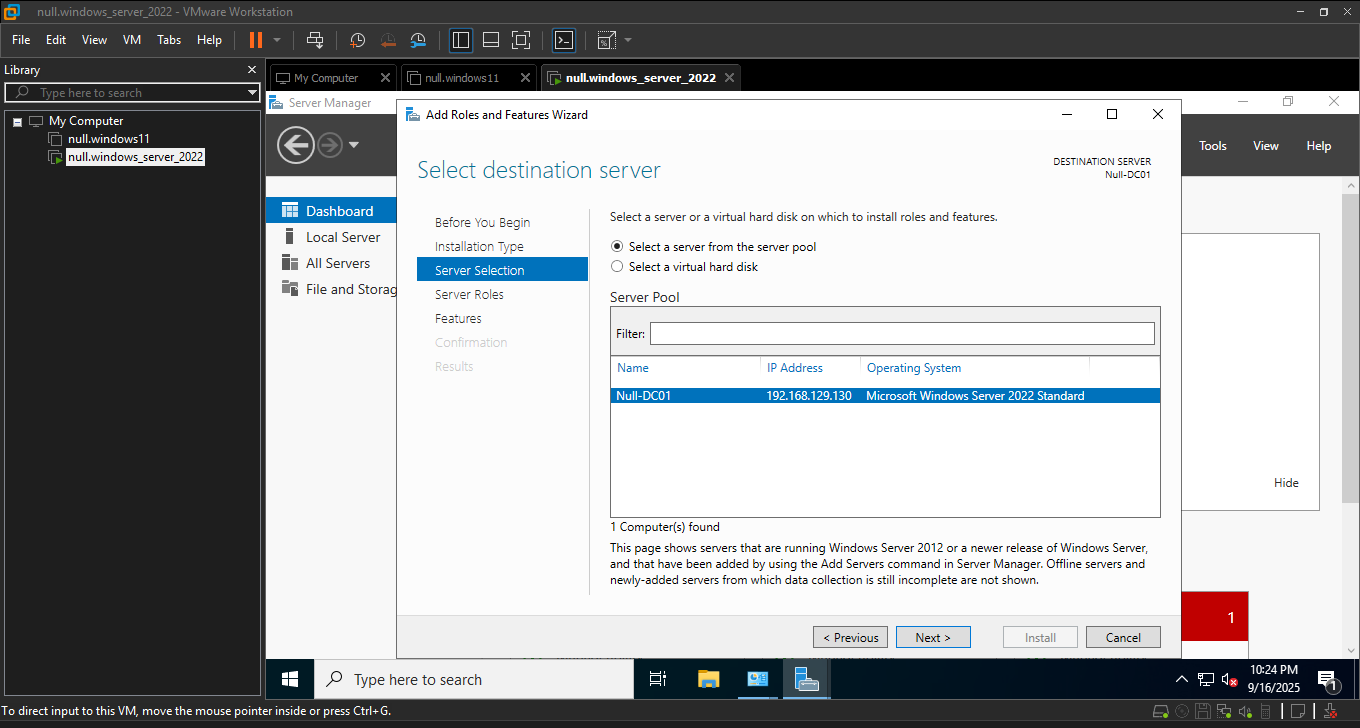 null.windows_server_2022 - VMware Workstation
File Edit View VM Tabs Help
Library
Type here to search
My Computer
null.windows11
null.windows_server_2022
My Computer null.windows11 null.windows_server_2022
Server Manager
Tools View Help
Dashboard
Local Server
All Servers
File and Storag
Hide
1
Add Roles and Features Wizard
Select destination server
DESTINATION SERVER
Null-DC01
Before You Begin
Installation Type
Server Selection
Server Roles
Features
Confirmation
Results
Select a server or a virtual hard disk on which to install roles and features.
Select a server from the server pool
Select a virtual hard disk
Server Pool
Filter:
Name IP Address Operating System
Null-DC01 192.168.129.130 Microsoft Windows Server 2022 Standard
1 Computer(s) found
This page shows servers that are running Windows Server 2012 or a newer release of Windows Server,
and that have been added by using the Add Servers command in Server Manager. Offline servers and
newly-added servers from which data collection is still incomplete are not shown.
< Previous Next > Install Cancel
Type here to search
10:24 PM
9/16/2025
1
To direct input to this VM, move the mouse pointer inside or press Ctrl+G.